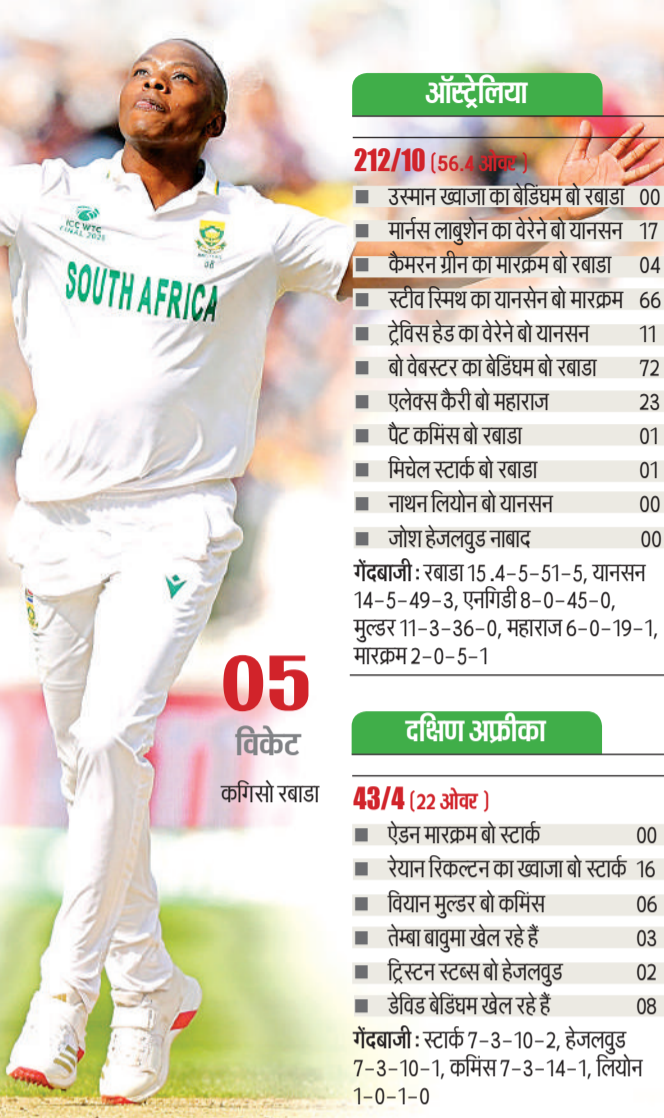 ICC WTC
FINAL 2025
SOUTH AFRICA
05
विकेट
कगिसो रबाडा
ऑस्ट्रेलिया
212/10 (56.4 ओवर )
■ उस्मान ख्वाजा का बेडिंघम बो रबाडा 00
■ मार्नस लाबुशेन का वेरेने बो यानसन 17
■ कैमरन ग्रीन का मारक्रम बो रबाडा 04
■ स्टीव स्मिथ का यानसेन बो मारक्रम 66
■ ट्रेविस हेड का वेरेने बो यानसन 11
■ बो वेबस्टर का बेडिंघम बो रबाडा 72
■ एलेक्स कैरी बो महाराज 23
■ पैट कमिंस बो रबाडा 01
■ मिचेल स्टार्क बो रबाडा 01
■ नाथन लियोन बो यानसन 00
■ जोश हेजलवुड नाबाद 00
गेंदबाजी : रबाडा 15 .4-5-51-5, यानसन
14-5-49-3, एनगिडी 8-0-45-0,
मुल्डर 11-3-36-0, महाराज 6-0-19-1,
मारक्रम 2-0-5-1
दक्षिण अफ्रीका
43/4 (22 ओवर )
■ ऐडन मारक्रम बो स्टार्क 00
■ रेयान रिकल्टन का ख्वाजा बो स्टार्क 16
■ वियान मुल्डर बो कमिंस 06
■ तेम्बा बावुमा खेल रहे हैं 03
■ ट्रिस्टन स्टब्स बो हेजलवुड 02
■ डेविड बेडिंघम खेल रहे हैं 08
गेंदबाजी : स्टार्क 7-3-10-2, हेजलवुड
7-3-10-1, कमिंस 7-3-14-1, लियोन
1-0-1-0